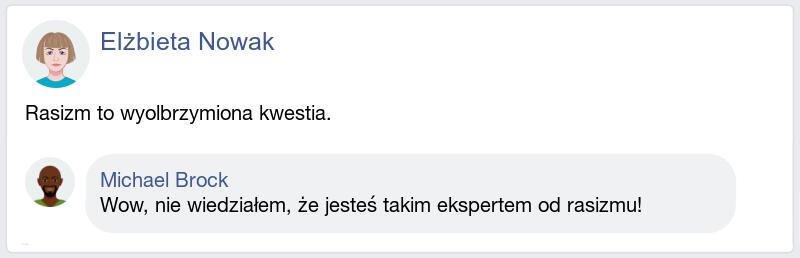 Elżbieta Nowak
Rasizm to wyolbrzymiona kwestia.
Michael Brock
Wow, nie wiedziałem, że jesteś takim ekspertem od rasizmu!